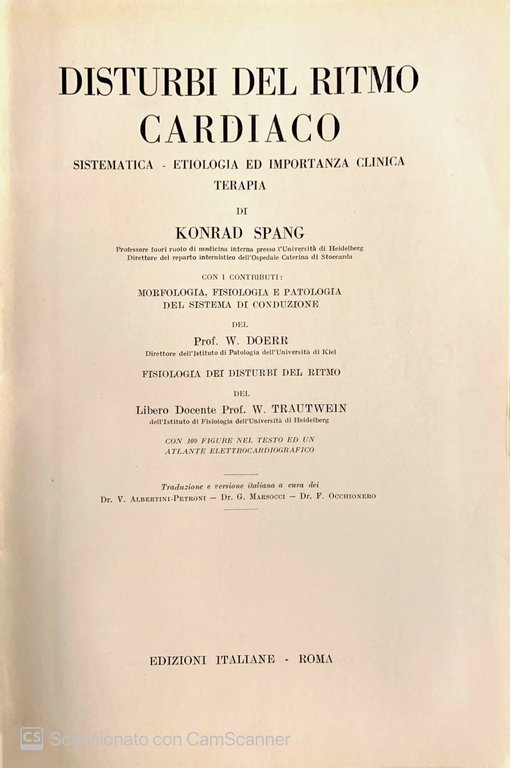 DISTURBI DEL RITMO
CARDIACO
SISTEMATICA - ETIOLOGIA ED IMPORTANZA CLINICA
TERAPIA
DI
KONRAD SPANG
Professore fuori ruolo di medicina interna presso l'Università di Heidelberg
Direttore del reparto internistico dell'Ospedale Caterina di Stoccarda
CON I CONTRIBUTI:
MORFOLOGIA, FISIOLOGIA E PATOLOGIA
DEL SISTEMA DI CONDUZIONE
DEL
Prof. W. DOERR
Direttore dell'Istituto di Patologia dell'Università di Kiel
FISIOLOGIA DEI DISTURBI DEL RITMO
DEL
Libero Docente Prof. W. TRAUTWEIN
dell'Istituto di Fisiologia dell'Università di Heidelberg
CON 109 FIGURE NEL TESTO ED UN
ATLANTE ELETTROCARDIOGRAFICO
Traduzione e versione italiana a cura dei
Dr. V. ALBERTINI-PETRONI — Dr. G. MARSOCCI — Dr. F. OCCHIONERO
EDIZIONI ITALIANE - ROMA
CS Scansionato con CamScanner